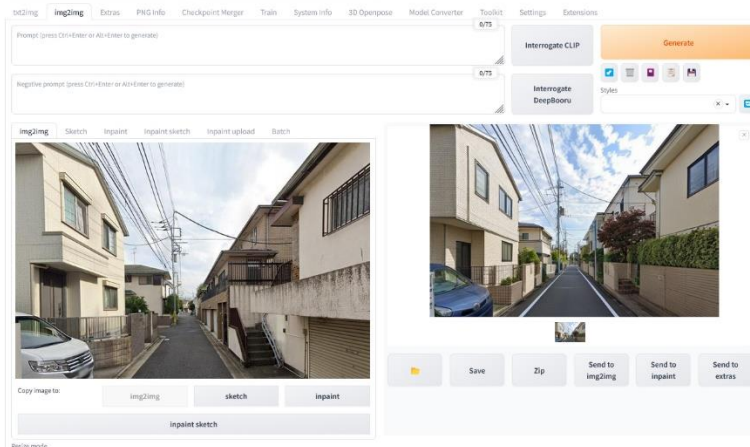 txt2img img2img Extras PNG Info Checkpoint Merger Train System Info 3D Openpose Model Converter Toolkit Settings Extensions
0/75
Prompt (press Ctrl+Enter or Alt+Enter to generate)
0/75
Negative prompt (press Ctrl+Enter or Alt+Enter to generate)
Interrogate CLIP
Interrogate
DeepBooru
Generate
Styles
img2img Sketch Inpaint Inpaint sketch Inpaint upload Batch
Copy image to:
img2img sketch inpaint
inpaint sketch
Save Zip
Send to
img2img
Send to
inpaint
Send to
extras
Resize mode